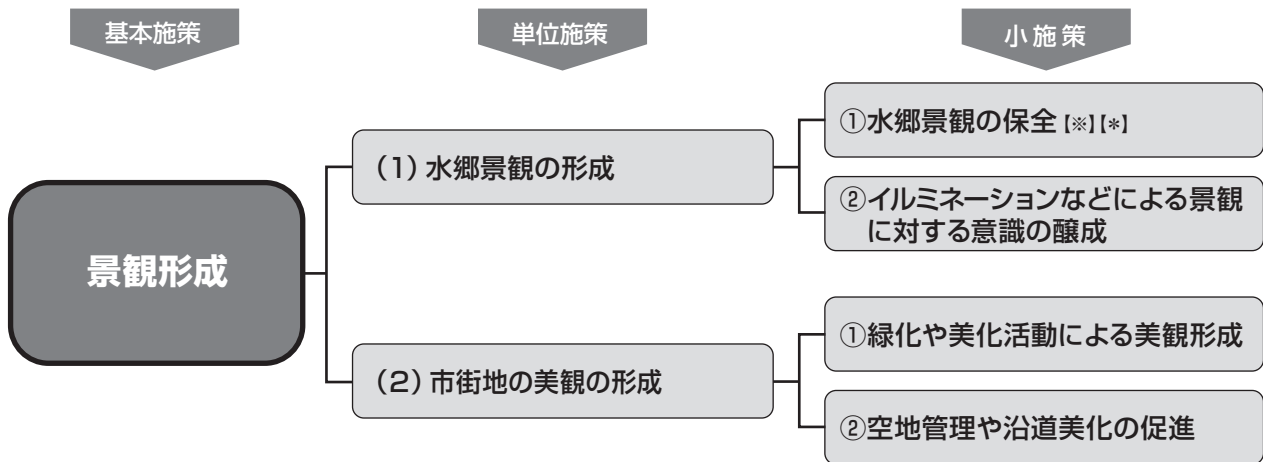 基本施策
単位施策
小施策
景観形成
（1）水郷景観の形成
①水郷景観の保全【※】【*】
②イルミネーションなどによる景観
に対する意識の醸成
（2）市街地の美観の形成
①緑化や美化活動による美観形成
②空地管理や沿道美化の促進